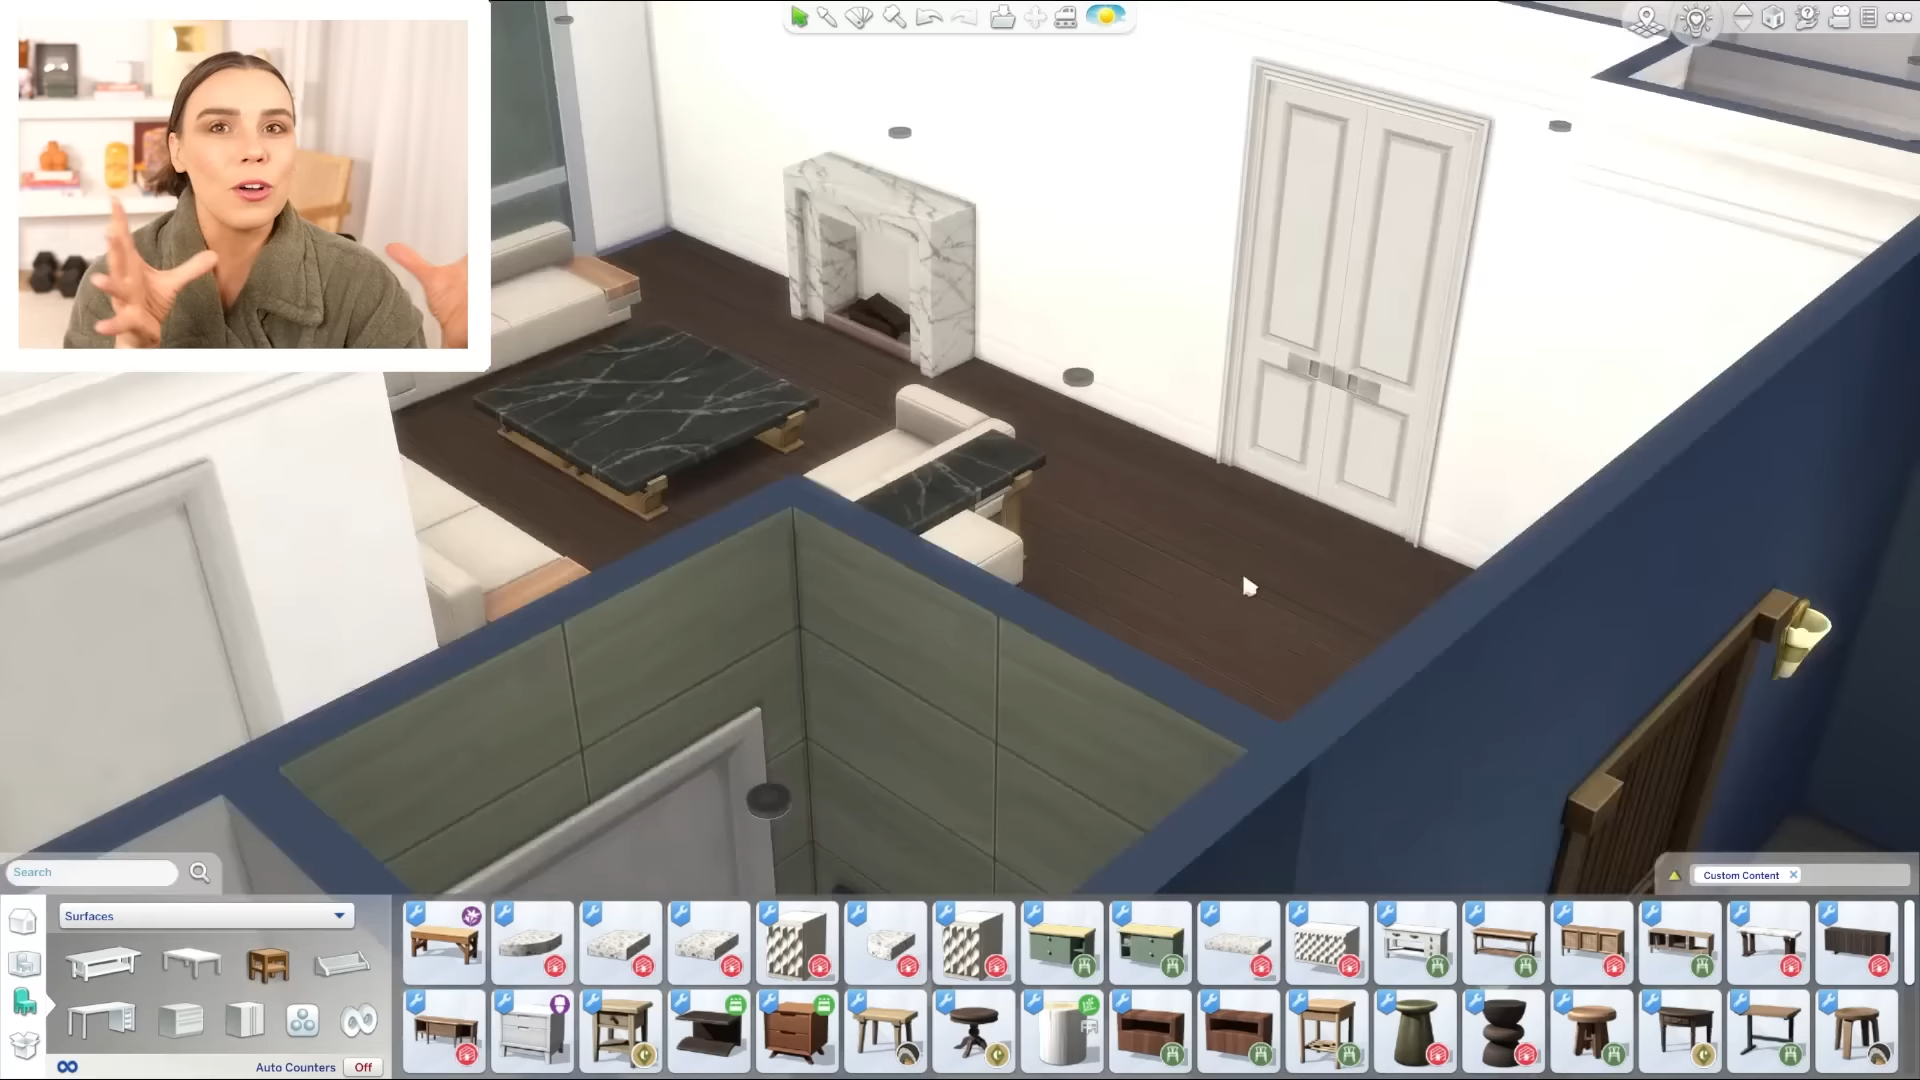 Search
Custom Content
Surfaces
Auto Counters
Off